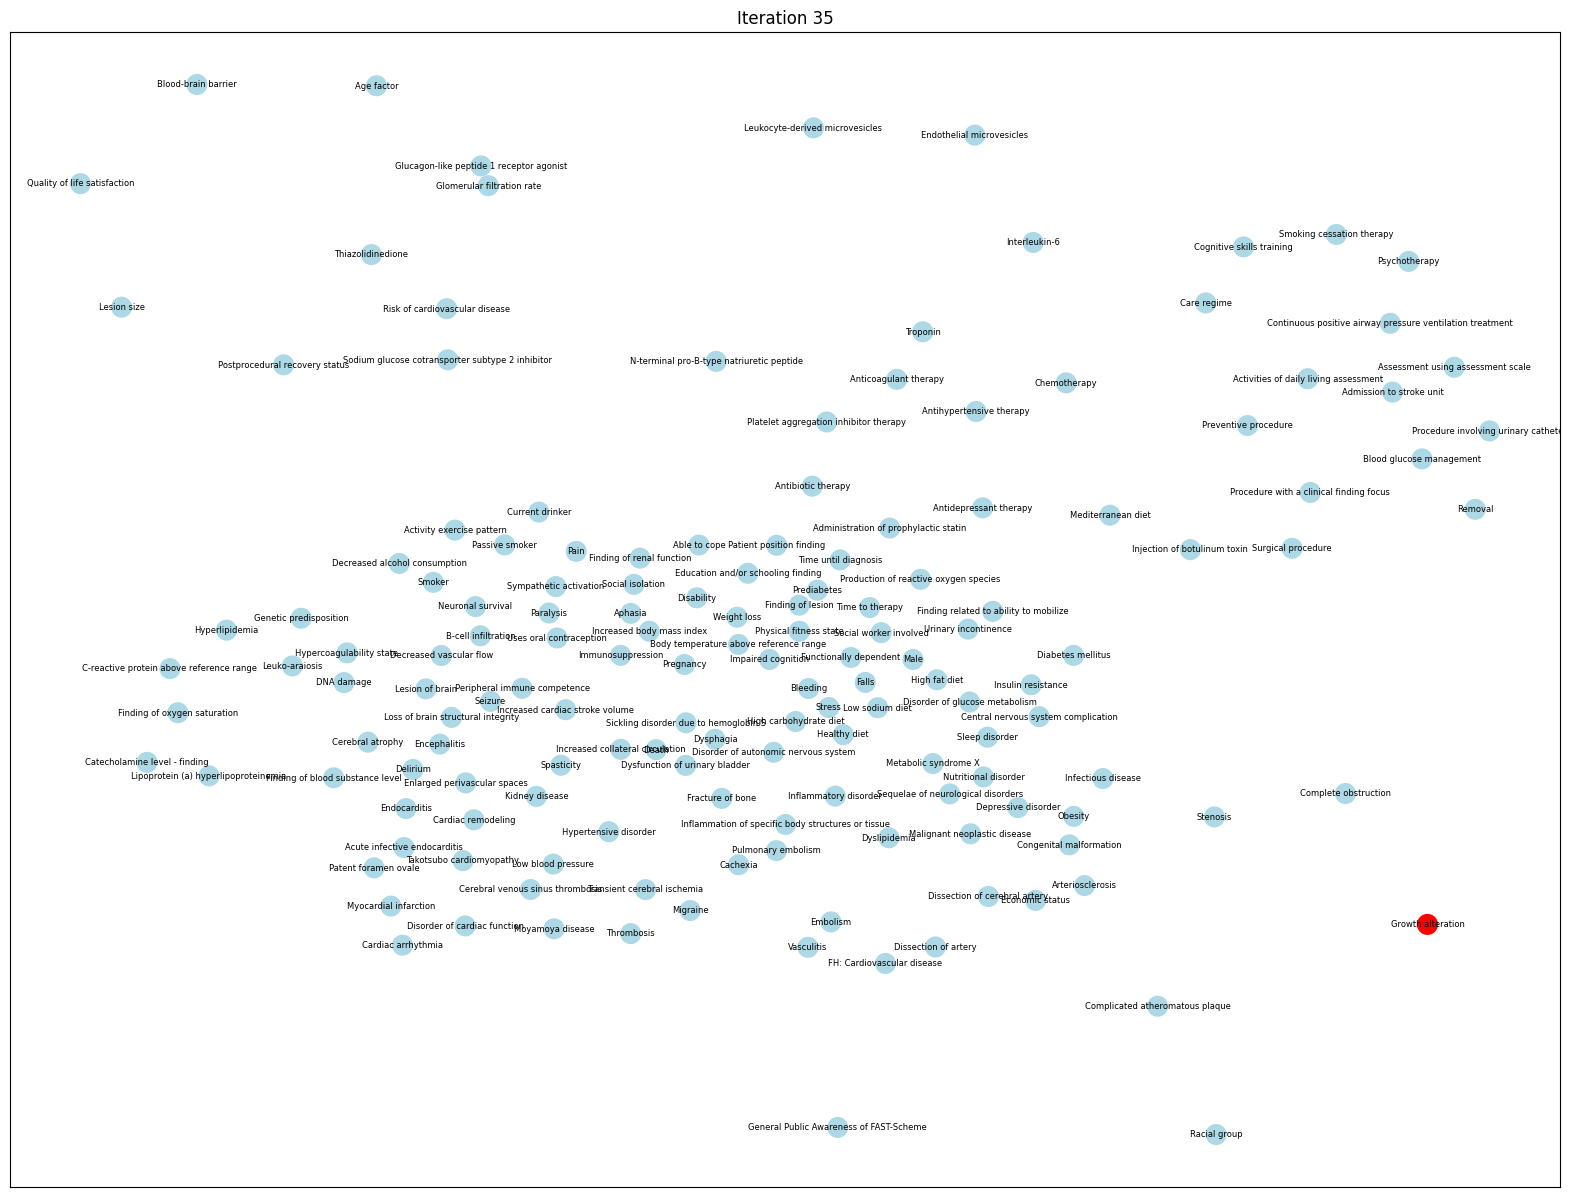 Iteration 35
Blood-brain barrier
Age factor
Leukocyte-derived microvesicles
Endothelial microvesicles
Glucagon-like peptide 1 receptor agonist
Quality of life satisfaction
Glomerular filtration rate
Smoking cessation therapy
Interleukin-6
Cognitive skills training
Thiazolidinedione
Psychotherapy
Care regime
Lesion size
Risk of cardiovascular disease
Continuous positive airway pressure ventilation treatment
Troponin
Sodium glucose cotransporter subtype 2 inhibitor
N-terminal pro-B-type natriuretic peptide
Postprocedural recovery status
Assessment using assessment scale
Anticoagulant therapy
Activities of daily living assessment
Chemotherapy
Admission to stroke unit
Antihypertensive therapy
Platelet aggregation inhibitor therapy
Preventive procedure
Procedure involving urinary cathete
Blood glucose management
Antibiotic therapy
Procedure with a clinical finding focus
Antidepressant therapy
Removal
Current drinker
Mediterranean diet
Activity exercise pattern
Administration of prophylactic statin
Passive smoker
Able to cope
Patient position finding
Surgical procedure
Injection of botulinum toxin
Pain
Finding of renal function
Time until diagnosis
Decreased alcohol consumption
Education and/or schooling finding
Production of reactive oxygen species
Smoker
Social isolation
Sympathetic activation
Prediabetes
Disability
Finding of lesion
Neuronal survival
Time to therapy
Finding related to ability to mobilize
Paralysis
Aphasia
Weight loss
Genetic predisposition
Urinary incontinence
Hyperlipidemia
Increased body mass index
Physical fitness state
Social worker involved
B-cell infiltration
Uses oral contraception
Body temperature above reference range
Hypercoagulability state
Decreased vascular flow
Immunosuppression
Diabetes mellitus
Functionally dependent
Impaired cognition
Male
Pregnancy
Leuko-araiosis
C-reactive protein above reference range
High fat diet
DNA damage
Falls
Insulin resistance
Lesion of brain
Peripheral immune competence
Bleeding
Seizure
Disorder of glucose metabolism
Stress
Low sodium diet
Increased cardiac stroke volume
Finding of oxygen saturation
Loss of brain structural integrity
Central nervous system complication
High carbohydrate diet
Sickling disorder due to hemoglobin S
Healthy diet
Sleep disorder
Dysphagia
Cerebral atrophy
Encephalitis
Increased collateral circulation
Death
Disorder of autonomic nervous system
Catecholamine level - finding
Metabolic syndrome X
Spasticity
Dysfunction of urinary bladder
Delirium
Lipoprotein (a) hyperlipoproteinemia
Nutritional disorder
Finding of blood substance level
Infectious disease
Enlarged perivascular spaces
Complete obstruction
Sequelae of neurological disorders
Kidney disease
Inflammatory disorder
Fracture of bone
Depressive disorder
Endocarditis
Obesity
Stenosis
Cardiac remodeling
Inflammation of specific body structures or tissue
Hypertensive disorder
Malignant neoplastic disease
Dyslipidemia
Congenital malformation
Acute infective endocarditis
Pulmonary embolism
Takotsubo cardiomyopathy
Low blood pressure
Cachexia
Patent foramen ovale
Arteriosclerosis
Cerebral venous sinus thrombosis
Transient cerebral ischemia
Dissection of cerebral artery
Economic status
Myocardial infarction
Migraine
Embolism
Growth alteration
Disorder of cardiac function
Moyamoya disease
Thrombosis
Cardiac arrhythmia
Vasculitis
Dissection of artery
FH: Cardiovascular disease
Complicated atheromatous plaque
General Public Awareness of FAST-Scheme
Racial group